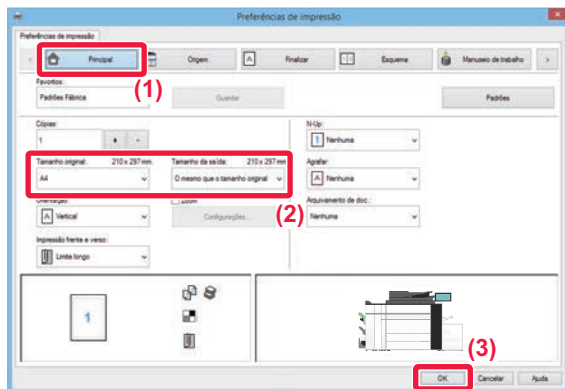 Preferências de impressão
Preferências de impressão
Principal
Origem
Finalizar
Esquema
Manuseio de trabalho
(1)
Favoritos:
Padrões Fábrica
Guardar
Padrões
Cópias:
1
N-Up:
1 Nenhuma
Tamanho original: 210 x 297 mm.
A4
Tamanho da saída: 210 x 297 mm
O mesmo que o tamanho original
Agrafar:
A Nenhuma
(2)
Orientação:
A Vertical
Zoom
Configurações...
Arquivamento de doc.:
Nenhuma
Impressão frente e verso:
Limite longo
1
(3)
OK
Cancelar
Ajuda